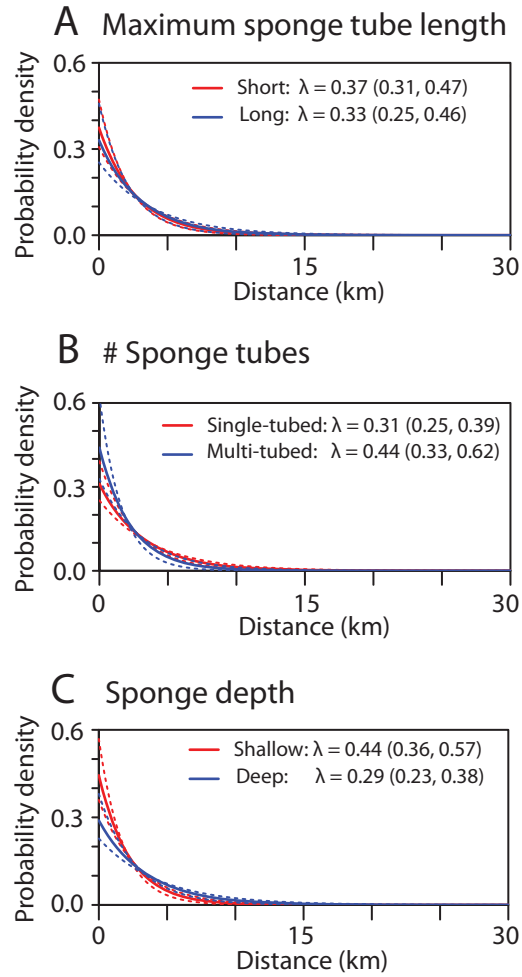 A Maximum sponge tube length
0.6
Short: λ = 0.37 (0.31, 0.47)
Long: λ = 0.33 (0.25, 0.46)
0.3
Probability density
0.0
0 15 30
Distance (km)
B # Sponge tubes
0.6
Single-tubed: λ = 0.31 (0.25, 0.39)
Multi-tubed: λ = 0.44 (0.33, 0.62)
0.3
Probability density
0.0
0 15 30
Distance (km)
C Sponge depth
0.6
Shallow: λ = 0.44 (0.36, 0.57)
Deep: λ = 0.29 (0.23, 0.38)
0.3
Probability density
0.0
0 15 30
Distance (km)